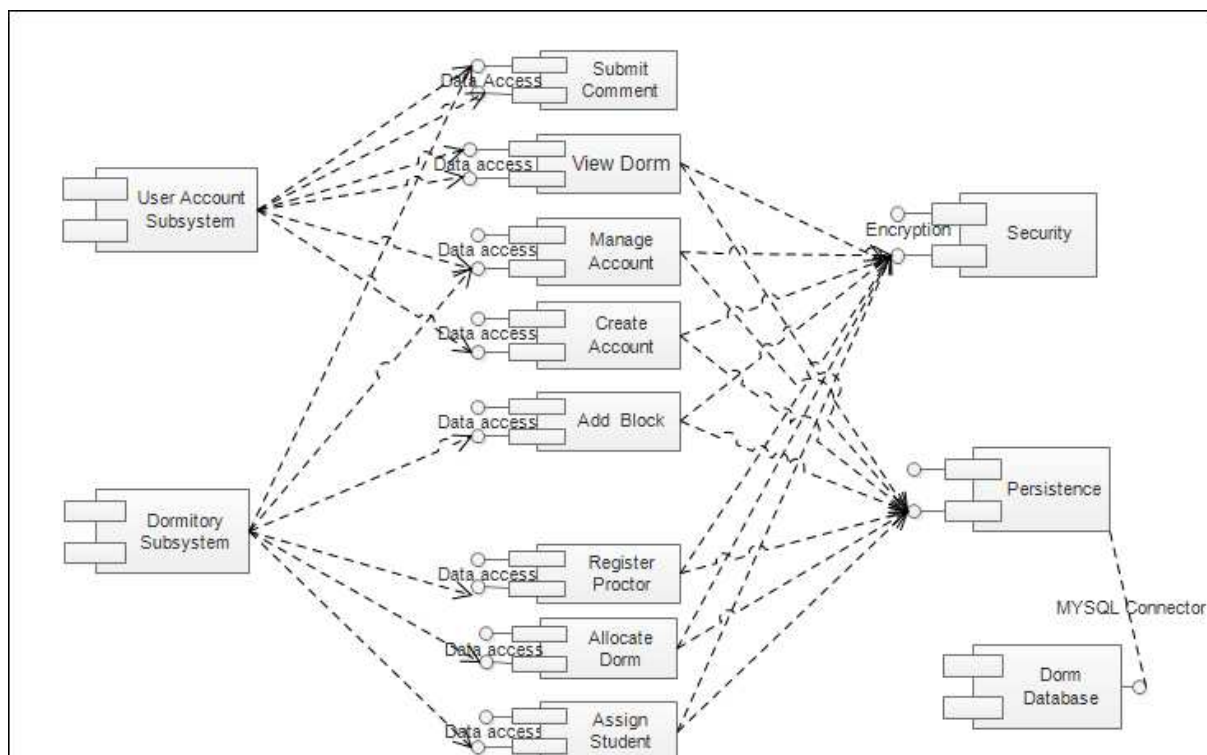 Data Access
Submit
Comment
Data access
View Dorm
User Account
Subsystem
Data access
Manage
Account
Encryption
Security
Data access
Create
Account
Data access
Add Block
Dormitory
Subsystem
Persistence
Data access
Register
Proctor
MYSQL Connector
Data access
Allocate
Dorm
Dorm
Database
Data access
Assign
Student